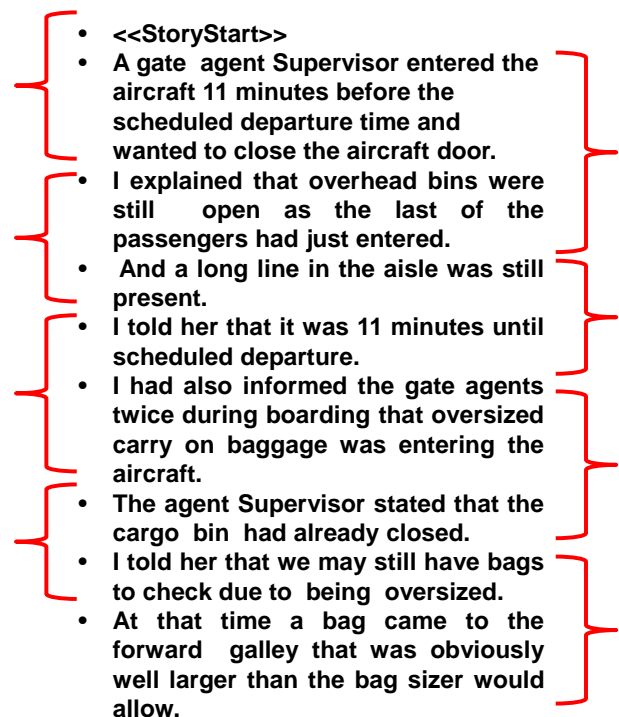 • <<StoryStart>>
• A gate agent Supervisor entered the
aircraft 11 minutes before the
scheduled departure time and
wanted to close the aircraft door.
• I explained that overhead bins were
still open as the last of the
passengers had just entered.
• And a long line in the aisle was still
present.
• I told her that it was 11 minutes until
scheduled departure.
• I had also informed the gate agents
twice during boarding that oversized
carry on baggage was entering the
aircraft.
• The agent Supervisor stated that the
cargo bin had already closed.
• I told her that we may still have bags
to check due to being oversized.
• At that time a bag came to the
forward galley that was obviously
well larger than the bag sizer would
allow.